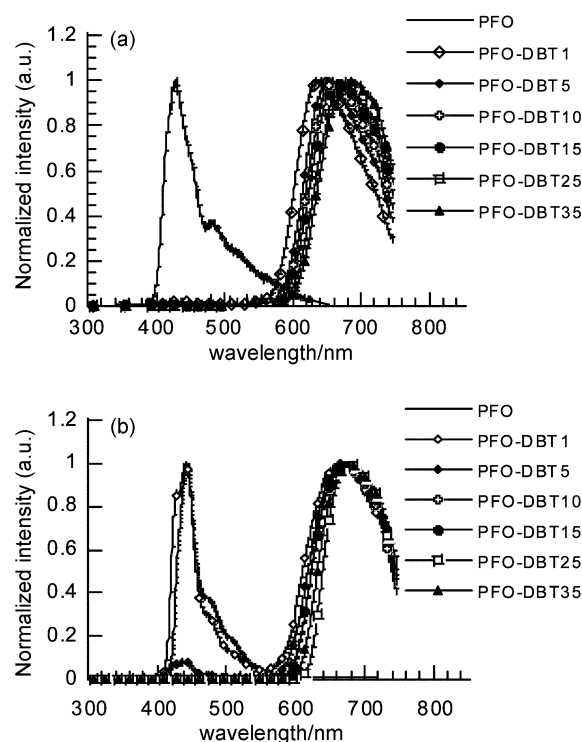 (a)
Normalized intensity (a.u.)
1.2
1
0.8
0.6
0.4
0.2
0
300 400 500 600 700 800
wavelength/nm
PFO
PFO-DBT1
PFO-DBT5
PFO-DBT10
PFO-DBT15
PFO-DBT25
PFO-DBT35
(b)
Normalized intensity (a.u.)
1.2
1
0.8
0.6
0.4
0.2
0
300 400 500 600 700 800
wavelength/nm
PFO
PFO-DBT1
PFO-DBT5
PFO-DBT10
PFO-DBT15
PFO-DBT25
PFO-DBT35